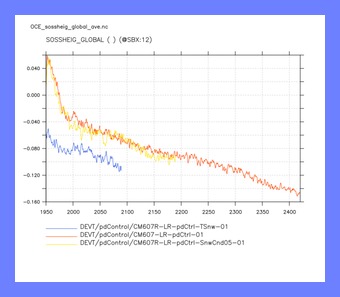 OCE_sossheig_global_ave.nc
SOSSHEIG_GLOBAL ( ) (@SBX:12)
0.040
0.000
−0.040
−0.080
−0.120
−0.160
1950 2000 2050 2100 2150 2200 2250 2300 2350 2400
DEVT/pdControl/CM607R−LR−pdCtrl−TSnw−01
DEVT/pdControl/CM607−LR−pdCtrl−01
DEVT/pdControl/CM607R−LR−pdCtrl−SnwCnd05−01